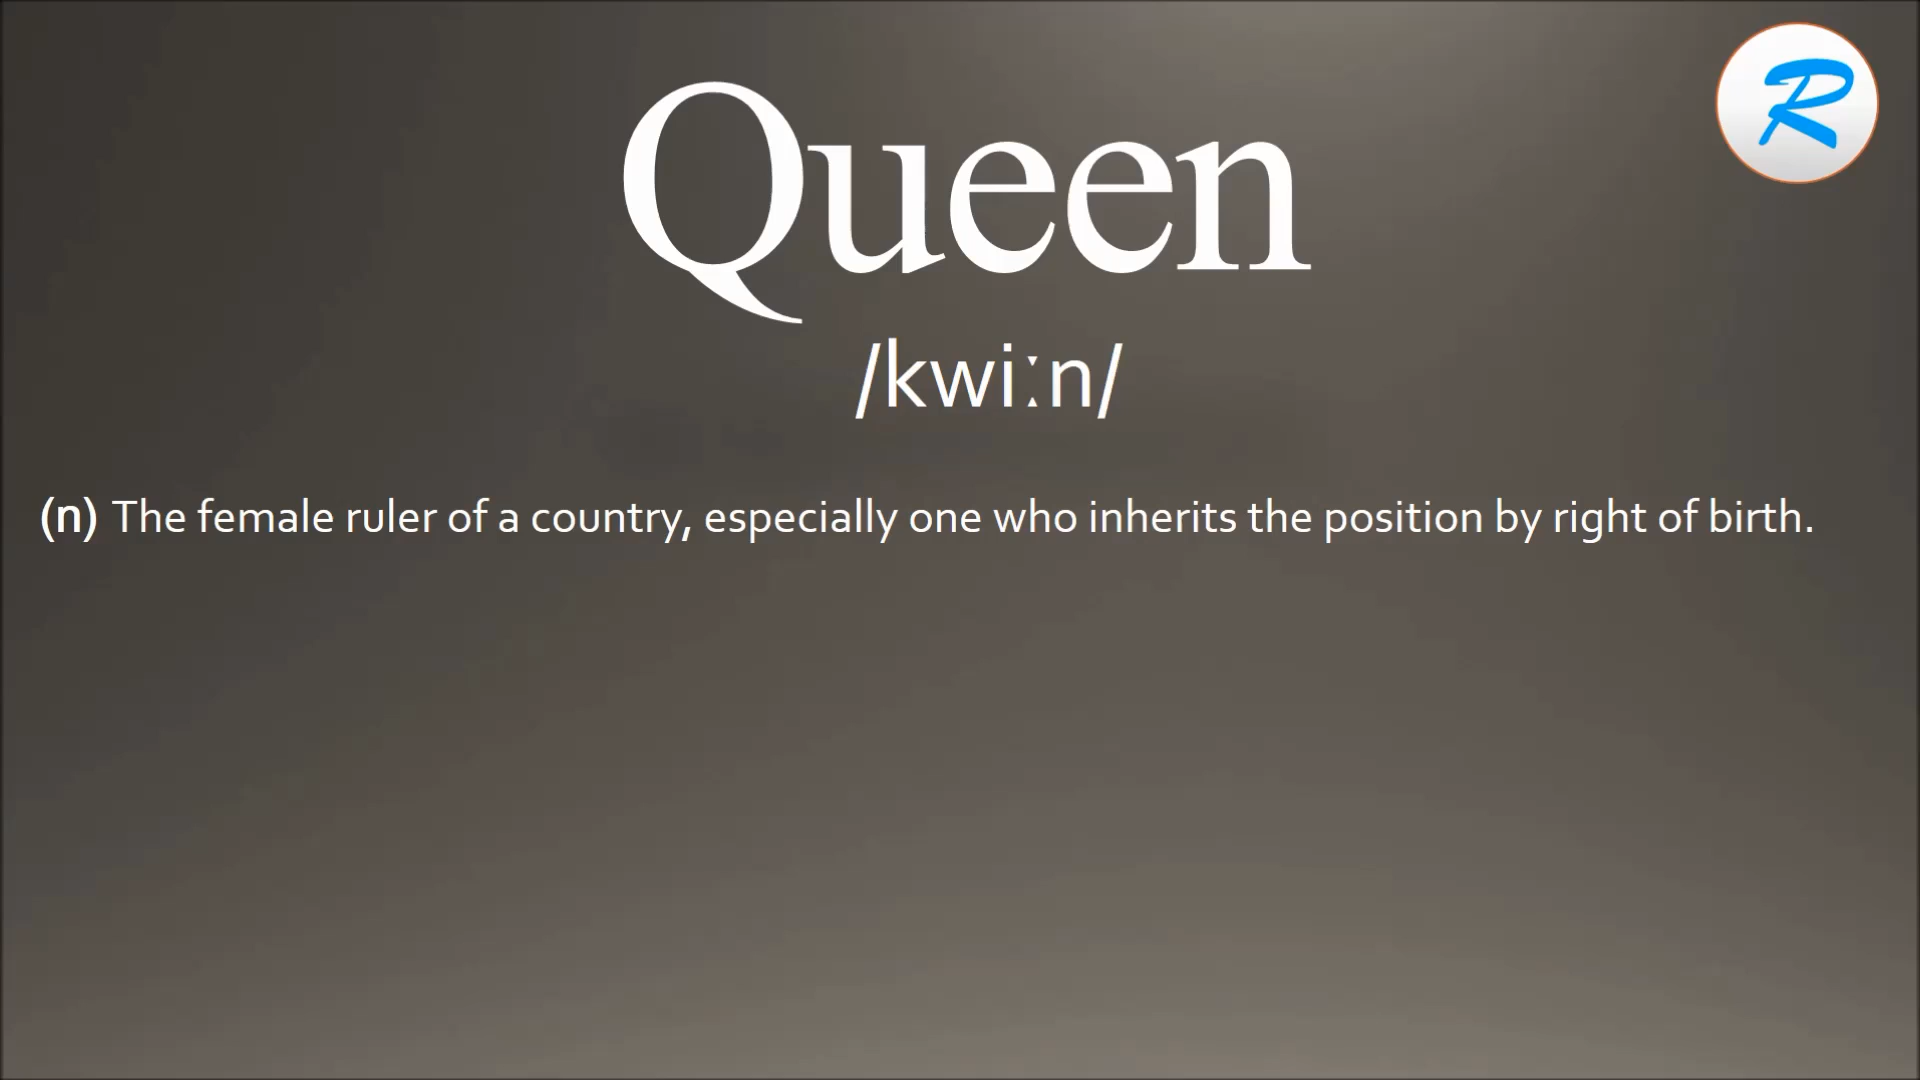 R
Queen
/kwiːn/
(n) The female ruler of a country, especially one who inherits the position by right of birth.